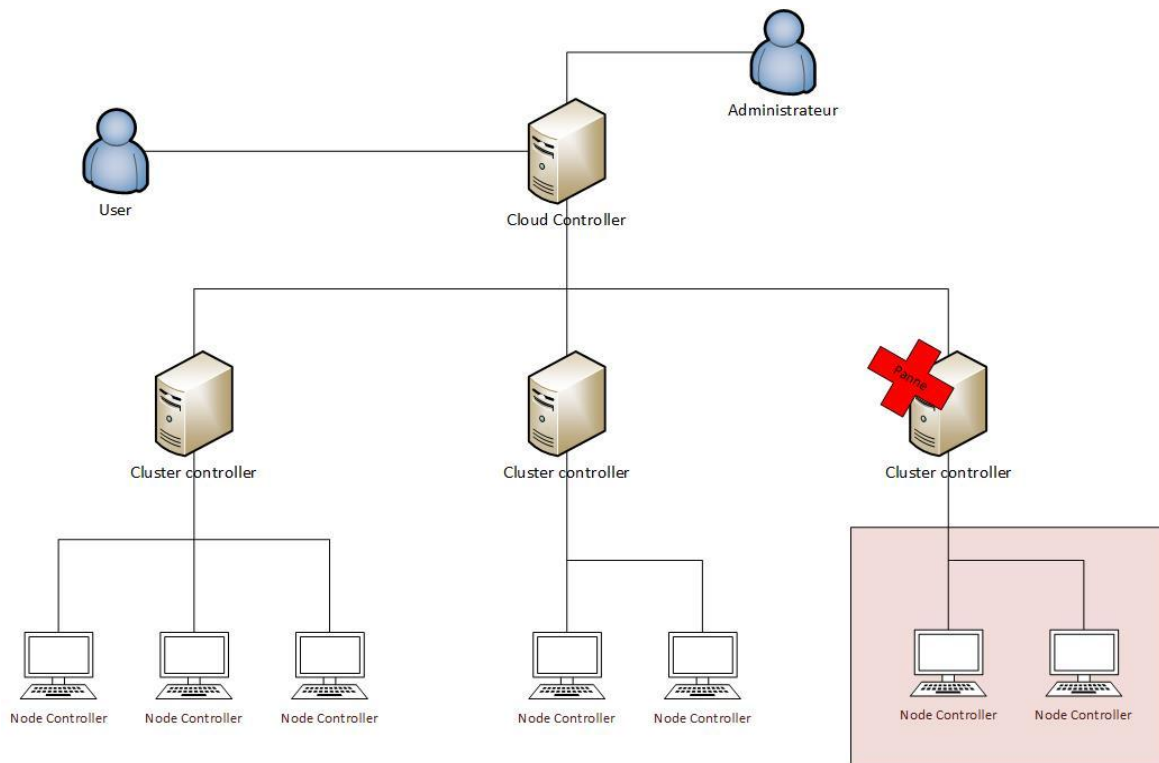 Administrateur
User
Cloud Controller
Panne
Cluster controller
Cluster controller
Cluster controller
Node Controller
Node Controller
Node Controller
Node Controller
Node Controller
Node Controller
Node Controller